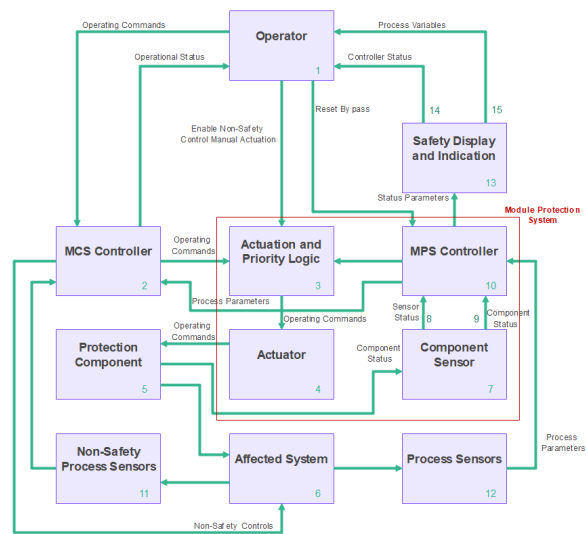 Operating Commands
Process Variables
Operator
1
Operational Status
Controller Status
14
15
Enable Non-Safety
Control Manual Actuation
Reset By pass
Safety Display
and Indication
13
Status Parameters
Module Protection
System
MCS Controller
2
Operating
Commands
Actuation and
Priority Logic
3
MPS Controller
10
Process Parameters
Sensor
Status
8
9
Component
Status
Operating Commands
Operating
Commands
Protection
Component
5
Actuator
4
Component
Status
Component
Sensor
7
Non-Safety
Process Sensors
11
Affected System
6
Process Sensors
12
Process
Parameters
Non-Safety Controls